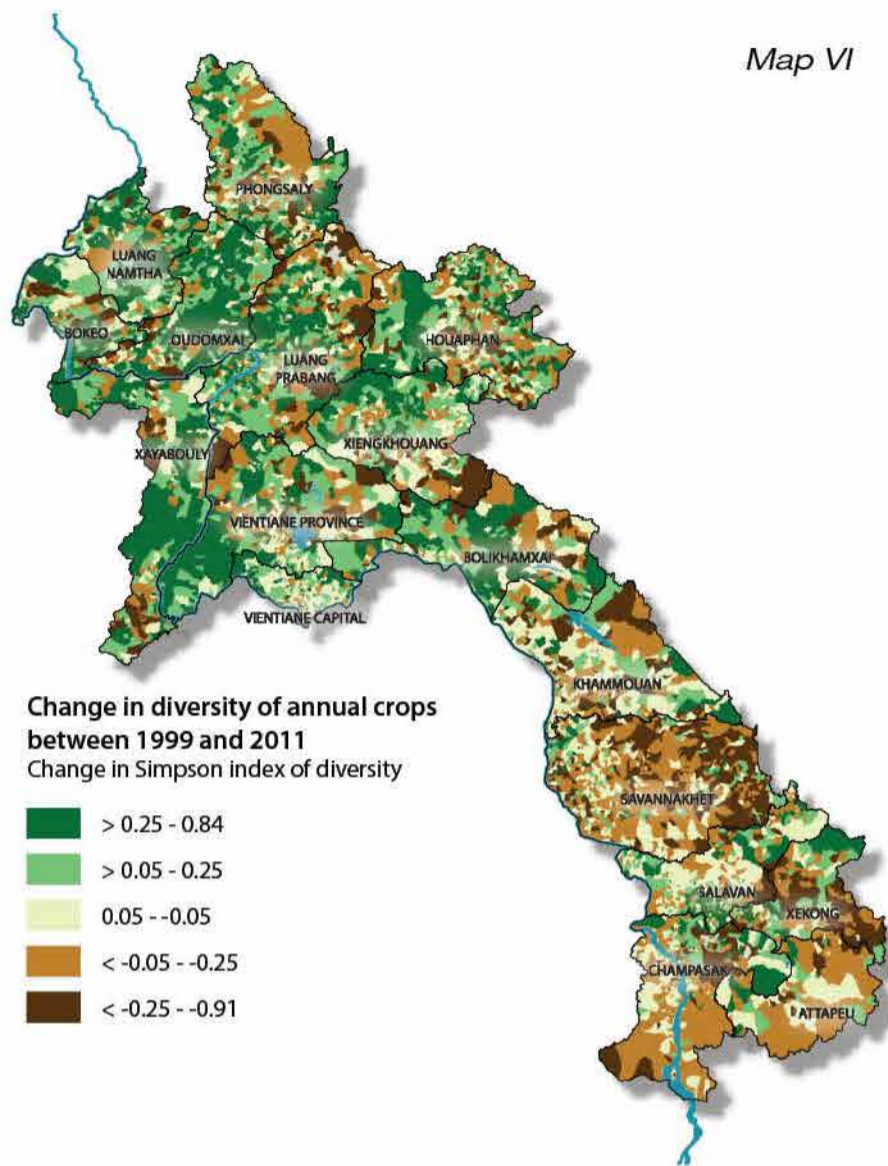 Map VI
PHONGSALY
LUANG
NAMTHA
BOKEO
OUDOMXAI
HOUAPHAN
LUANG
PRABANG
XIENGKHOUANG
XAYABOULY
VIENTIANE PROVINCE
BOLIKHAMXAI
VIENTIANE CAPITAL
KHAMMOUAN
SAVANNAKHET
SALAVAN
XEKONG
CHAMPASAK
ATTAPEU
Change in diversity of annual crops
between 1999 and 2011
Change in Simpson index of diversity
> 0.25 - 0.84
> 0.05 - 0.25
0.05 - -0.05
< -0.05 - -0.25
< -0.25 - -0.91